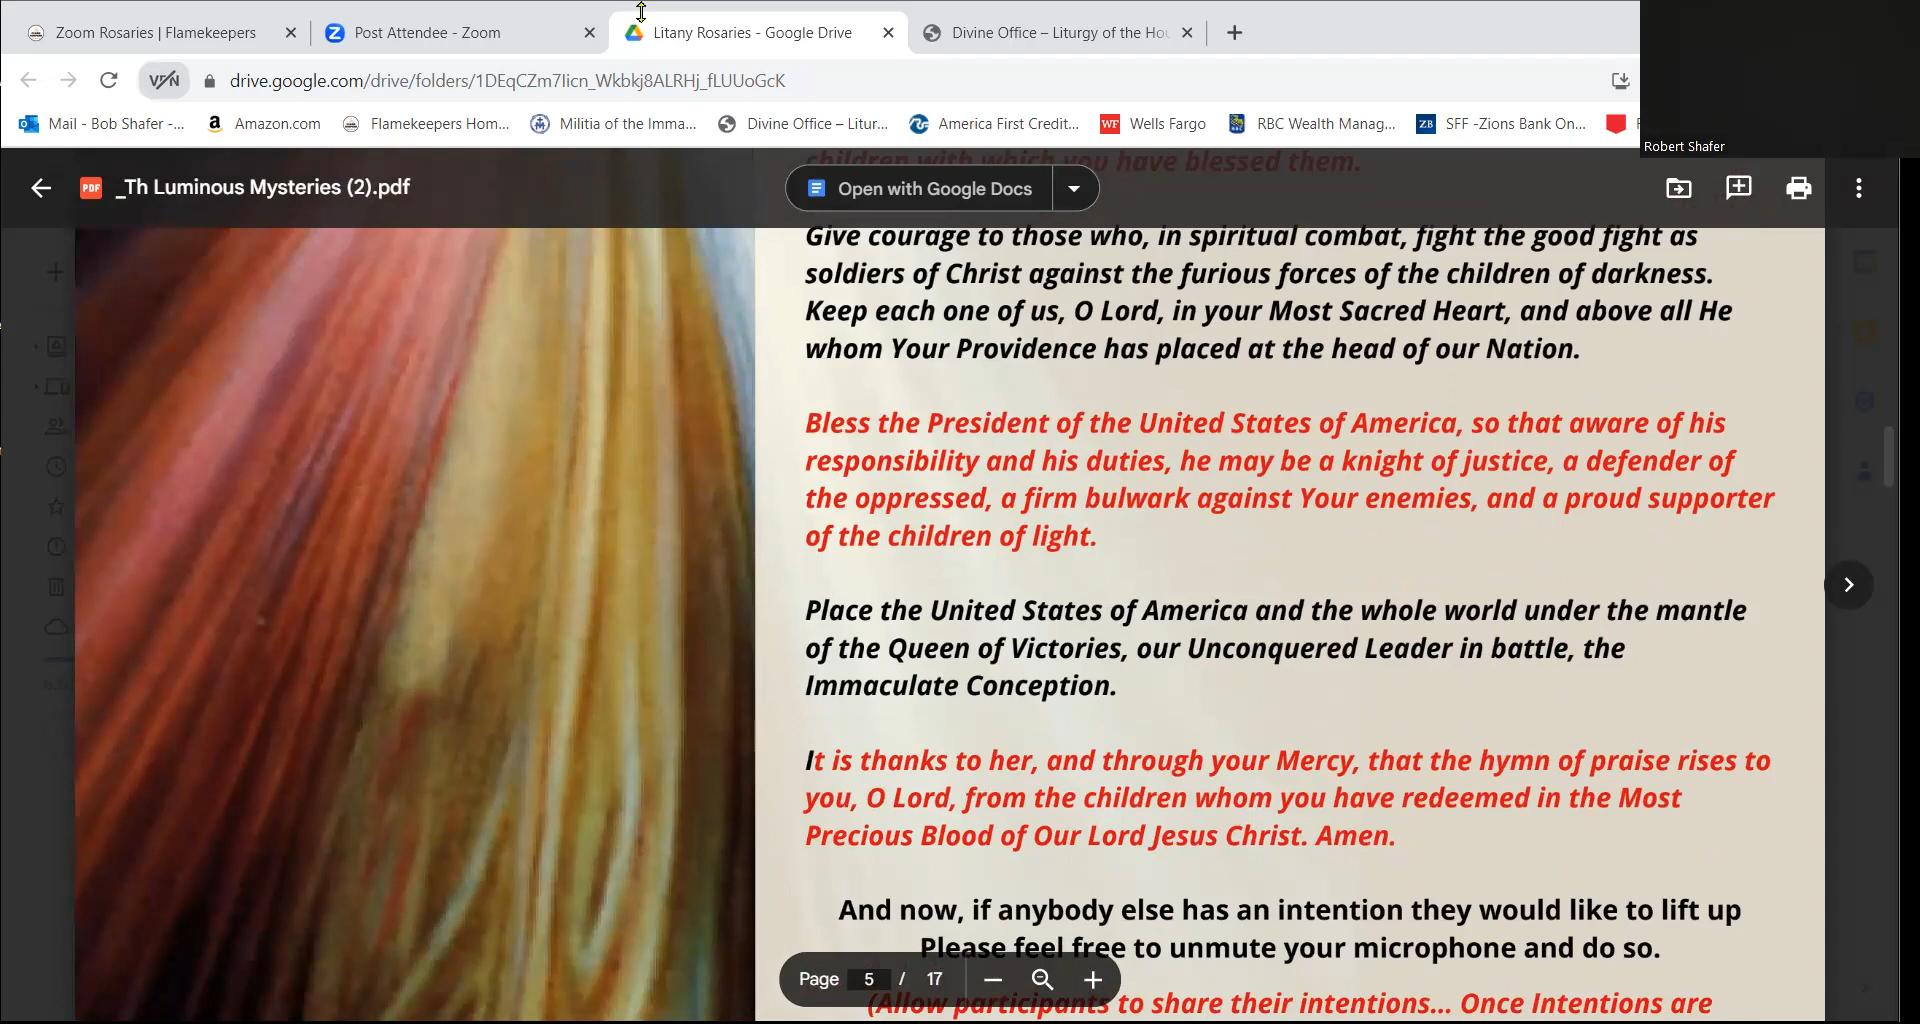 Zoom Rosaries | Flamekeepers
Post Attendee - Zoom
Litany Rosaries - Google Drive
Divine Office – Liturgy of the Hou
drive.google.com/drive/folders/1DEqCZm7Iicn_Wkbkj8ALRHj_fLUUoGcK
Mail - Bob Shafer -...
Amazon.com
Flamekeepers Hom...
Militia of the Imma...
Divine Office – Litur...
America First Credit...
WF Wells Fargo
RBC Wealth Manag...
ZB SFF -Zions Bank On...
Robert Shafer
children with which you have blessed them.
PDF _Th Luminous Mysteries (2).pdf
Open with Google Docs
Give courage to those who, in spiritual combat, fight the good fight as
soldiers of Christ against the furious forces of the children of darkness.
Keep each one of us, O Lord, in your Most Sacred Heart, and above all He
whom Your Providence has placed at the head of our Nation.
Bless the President of the United States of America, so that aware of his
responsibility and his duties, he may be a knight of justice, a defender of
the oppressed, a firm bulwark against Your enemies, and a proud supporter
of the children of light.
Place the United States of America and the whole world under the mantle
of the Queen of Victories, our Unconquered Leader in battle, the
Immaculate Conception.
It is thanks to her, and through your Mercy, that the hymn of praise rises to
you, O Lord, from the children whom you have redeemed in the Most
Precious Blood of Our Lord Jesus Christ. Amen.
And now, if anybody else has an intention they would like to lift up
Please feel free to unmute your microphone and do so.
Page 5 / 17
(Allow participants to share their intentions... Once Intentions are